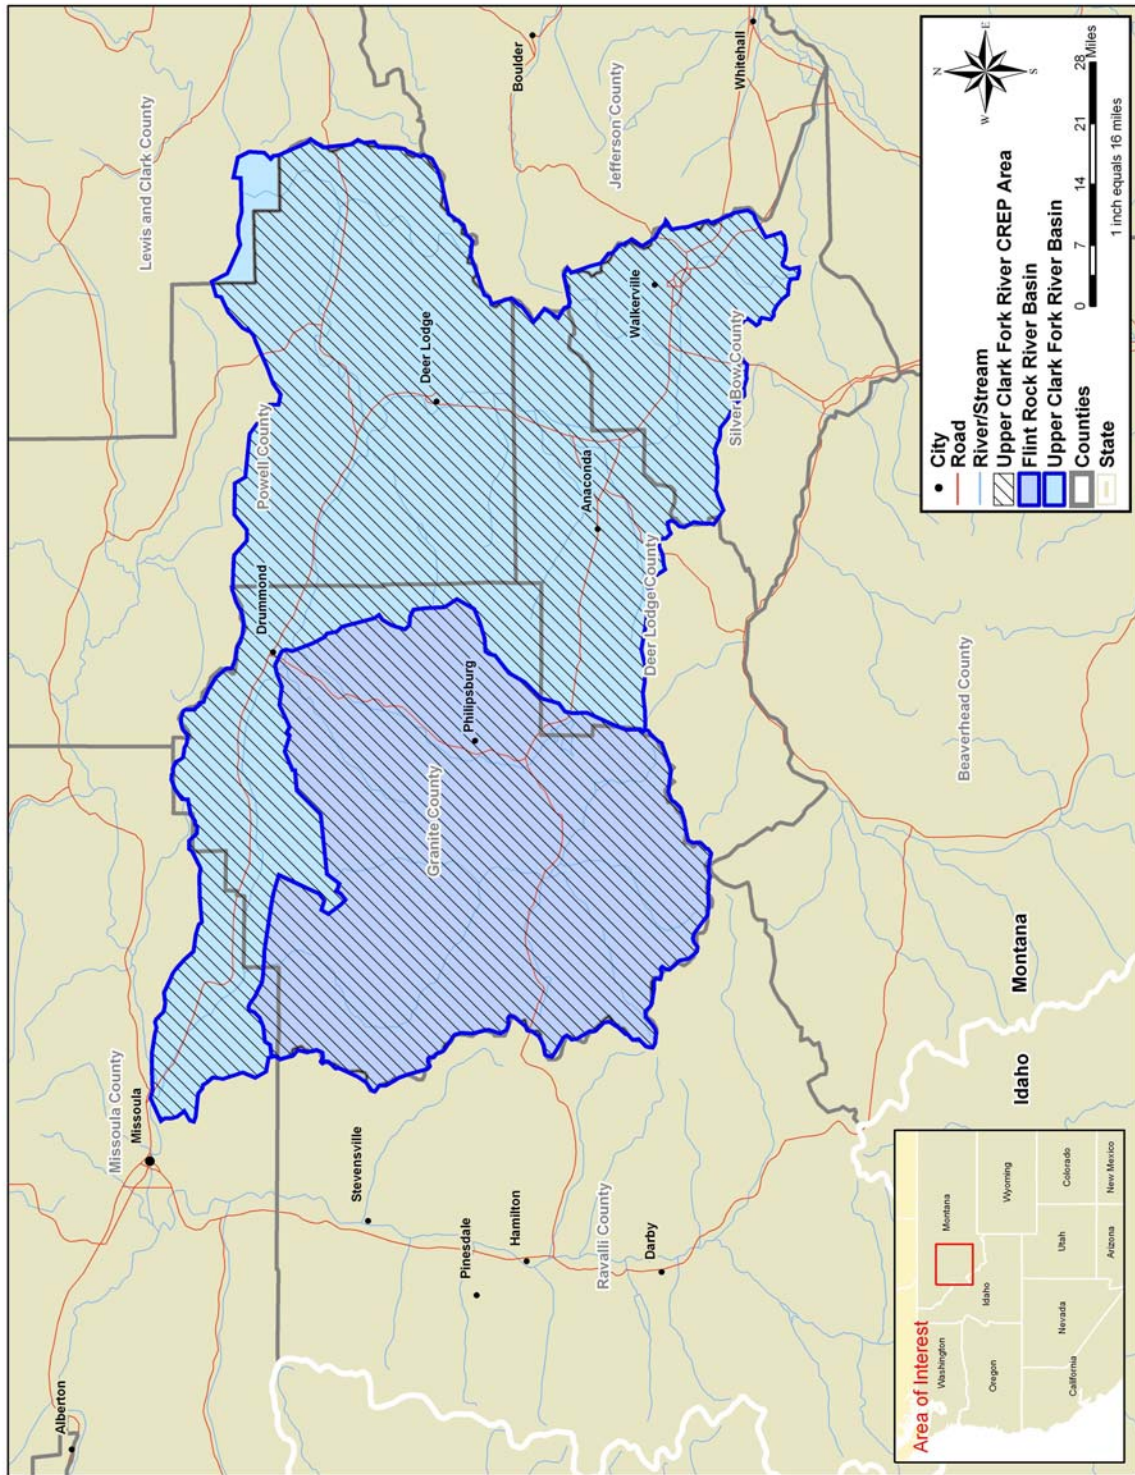 Alberton
Missoula County
Missoula
Stevensville
Pinesdale
Hamilton
Ravalli County
Darby
Drummond
Granite County
Philipsburg
Powell County
Deer Lodge
Anaconda
Deer Lodge County
Lewis and Clark County
Boulder
Jefferson County
Walkerville
Whitehall
Silver Bow County
Beaverhead County
Idaho
Montana
Area of Interest
Washington
Montana
Oregon
Idaho
Wyoming
Nevada
Utah
Colorado
California
Arizona
New Mexico
City
Road
River/Stream
Upper Clark Fork River CREP Area
Flint Rock River Basin
Upper Clark Fork River Basin
Counties
State
N
W
E
S
0 7 14 21 28
Miles
1 inch equals 16 miles